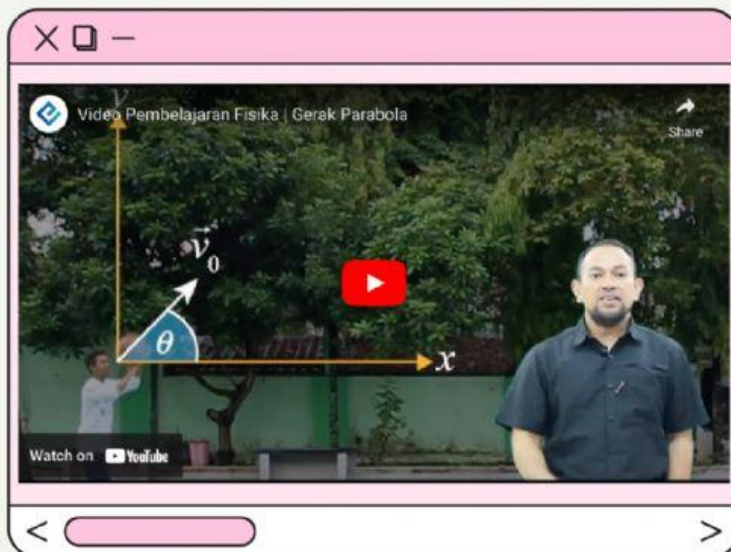 Video Pembelajaran Fisika | Gerak Parabola
Share
y
v₀
θ
x
Watch on YouTube